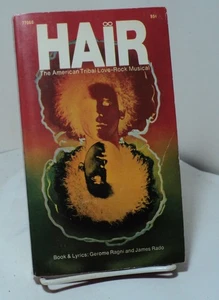 HAIR
The American Tribal Love-Rock Musical
Book & Lyrics: Gerome Ragni and James Rado